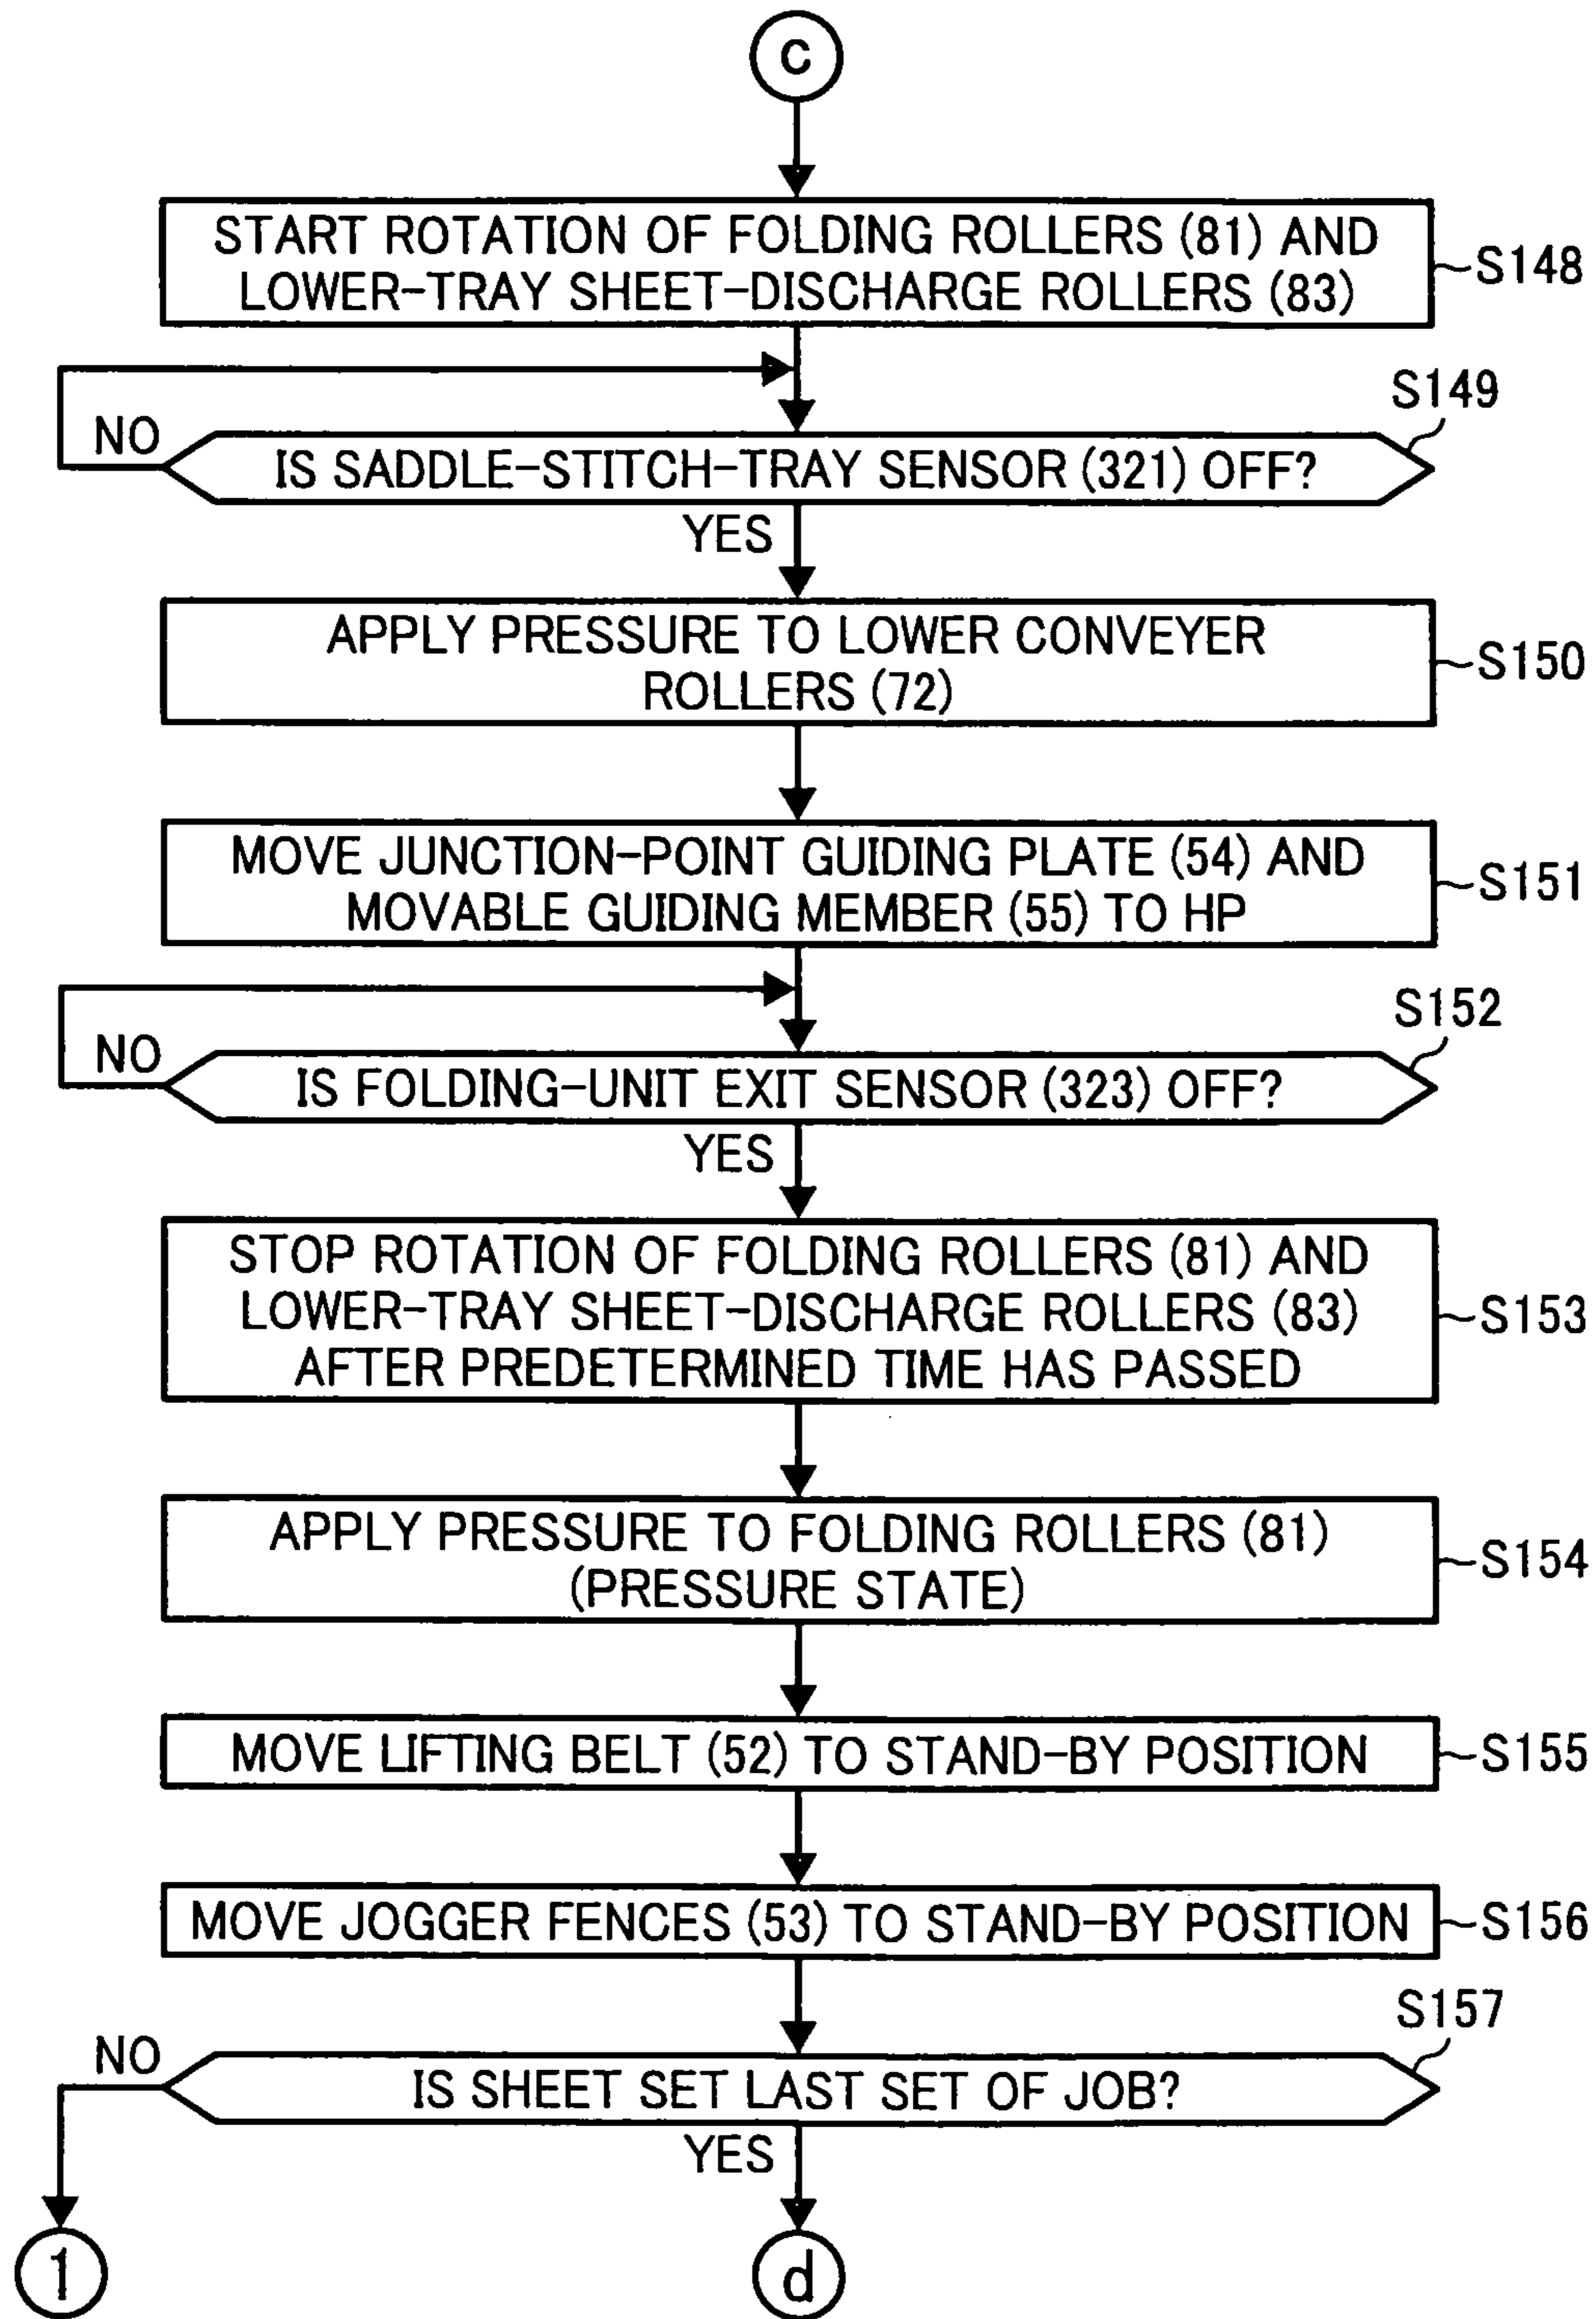 c
START ROTATION OF FOLDING ROLLERS (81) AND
LOWER-TRAY SHEET-DISCHARGE ROLLERS (83)
S148
S149
NO
IS SADDLE-STITCH-TRAY SENSOR (321) OFF?
YES
APPLY PRESSURE TO LOWER CONVEYER
ROLLERS (72)
S150
MOVE JUNCTION-POINT GUIDING PLATE (54) AND
MOVABLE GUIDING MEMBER (55) TO HP
S151
S152
NO
IS FOLDING-UNIT EXIT SENSOR (323) OFF?
YES
STOP ROTATION OF FOLDING ROLLERS (81) AND
LOWER-TRAY SHEET-DISCHARGE ROLLERS (83)
AFTER PREDETERMINED TIME HAS PASSED
S153
APPLY PRESSURE TO FOLDING ROLLERS (81)
(PRESSURE STATE)
S154
MOVE LIFTING BELT (52) TO STAND-BY POSITION
S155
MOVE JOGGER FENCES (53) TO STAND-BY POSITION
S156
S157
NO
IS SHEET SET LAST SET OF JOB?
YES
1
d